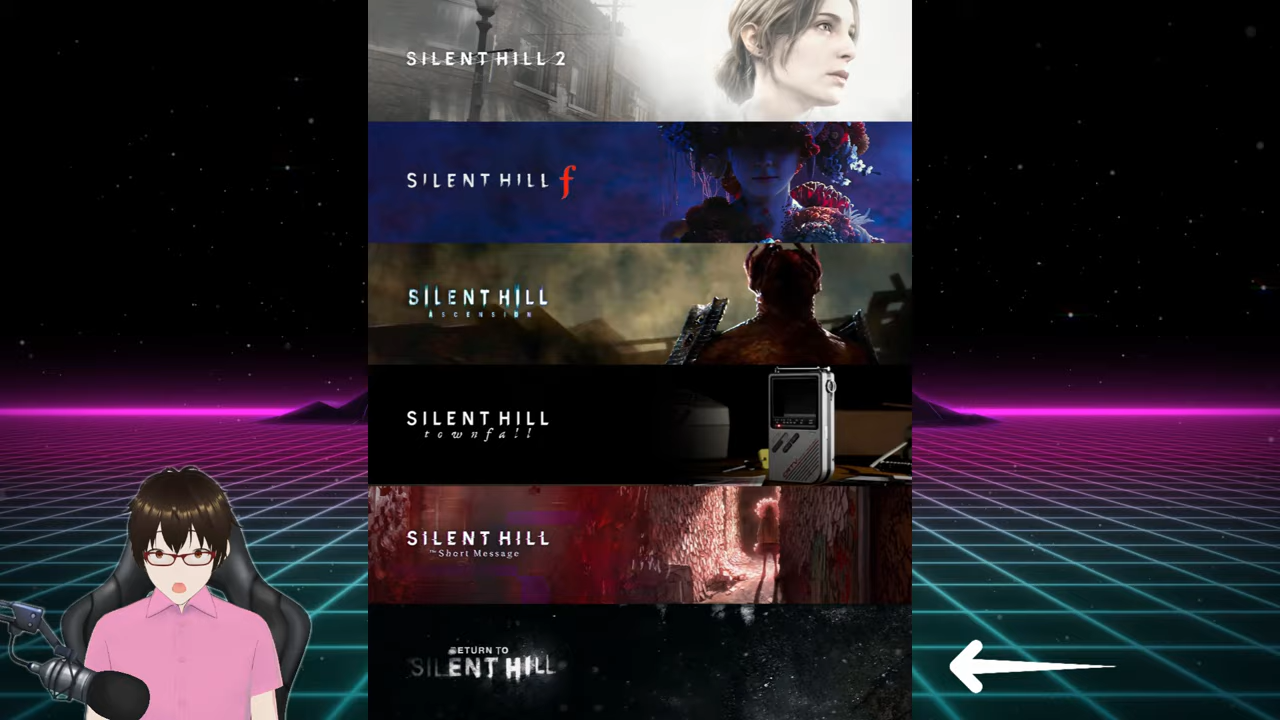 SILENT HILL 2
SILENT HILL f
SILENT HILL
ASCENSION
SILENT HILL
townfall
SILENT HILL
The Short Message
RETURN TO
SILENT HILL